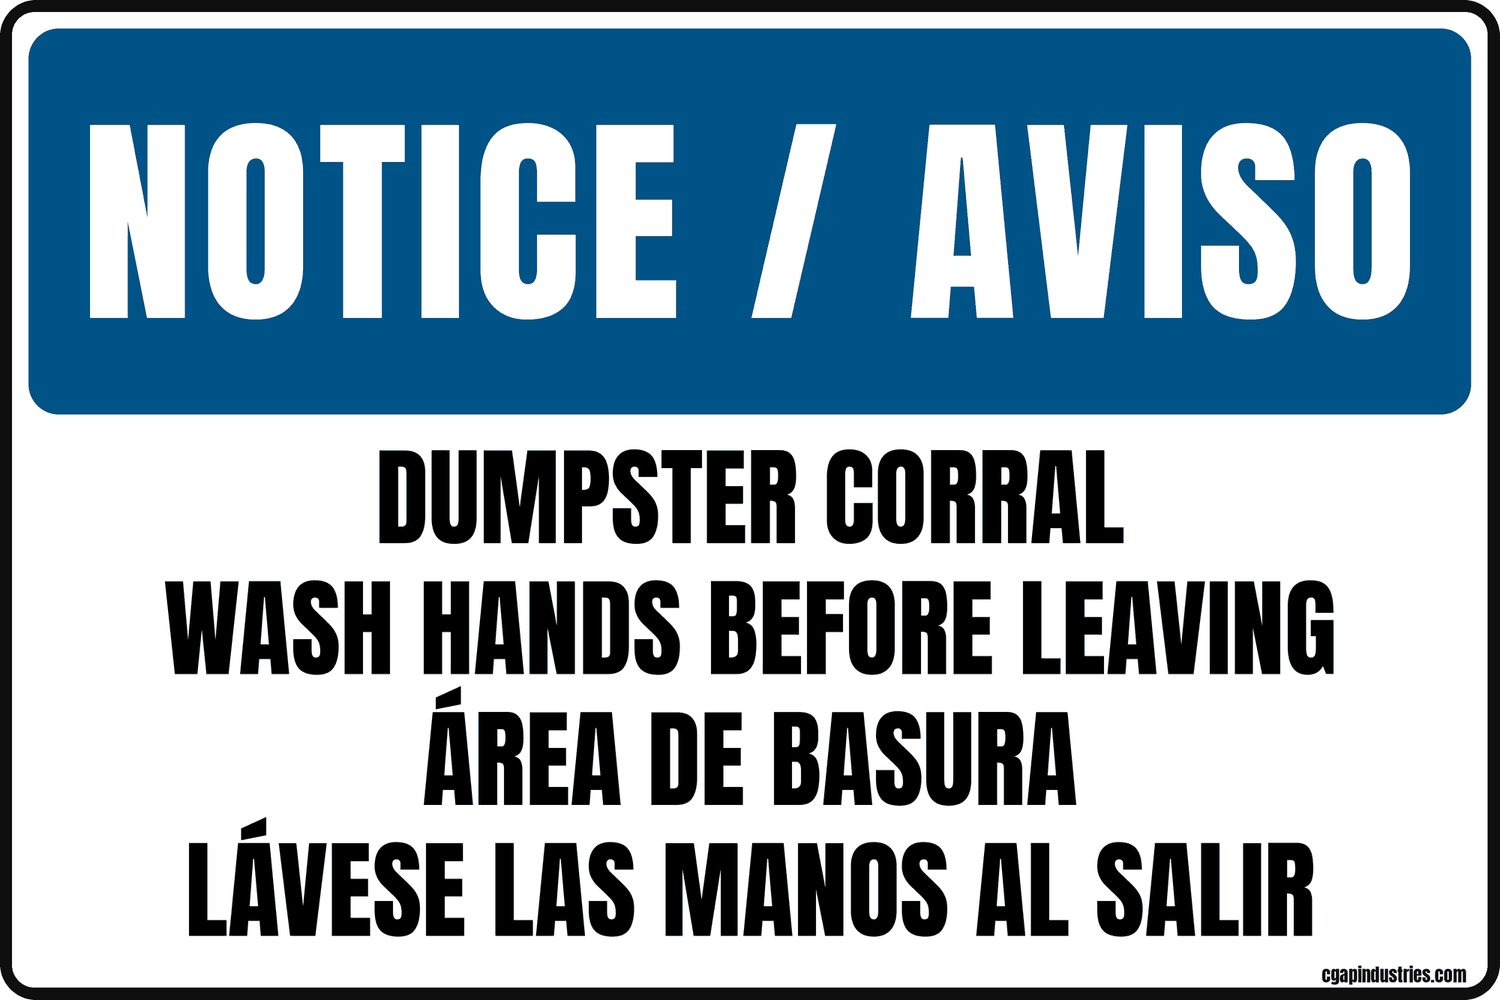 NOTICE / AVISO
DUMPSTER CORRAL
WASH HANDS BEFORE LEAVING
ÁREA DE BASURA
LÁVESE LAS MANOS AL SALIR
cgapindustries.com